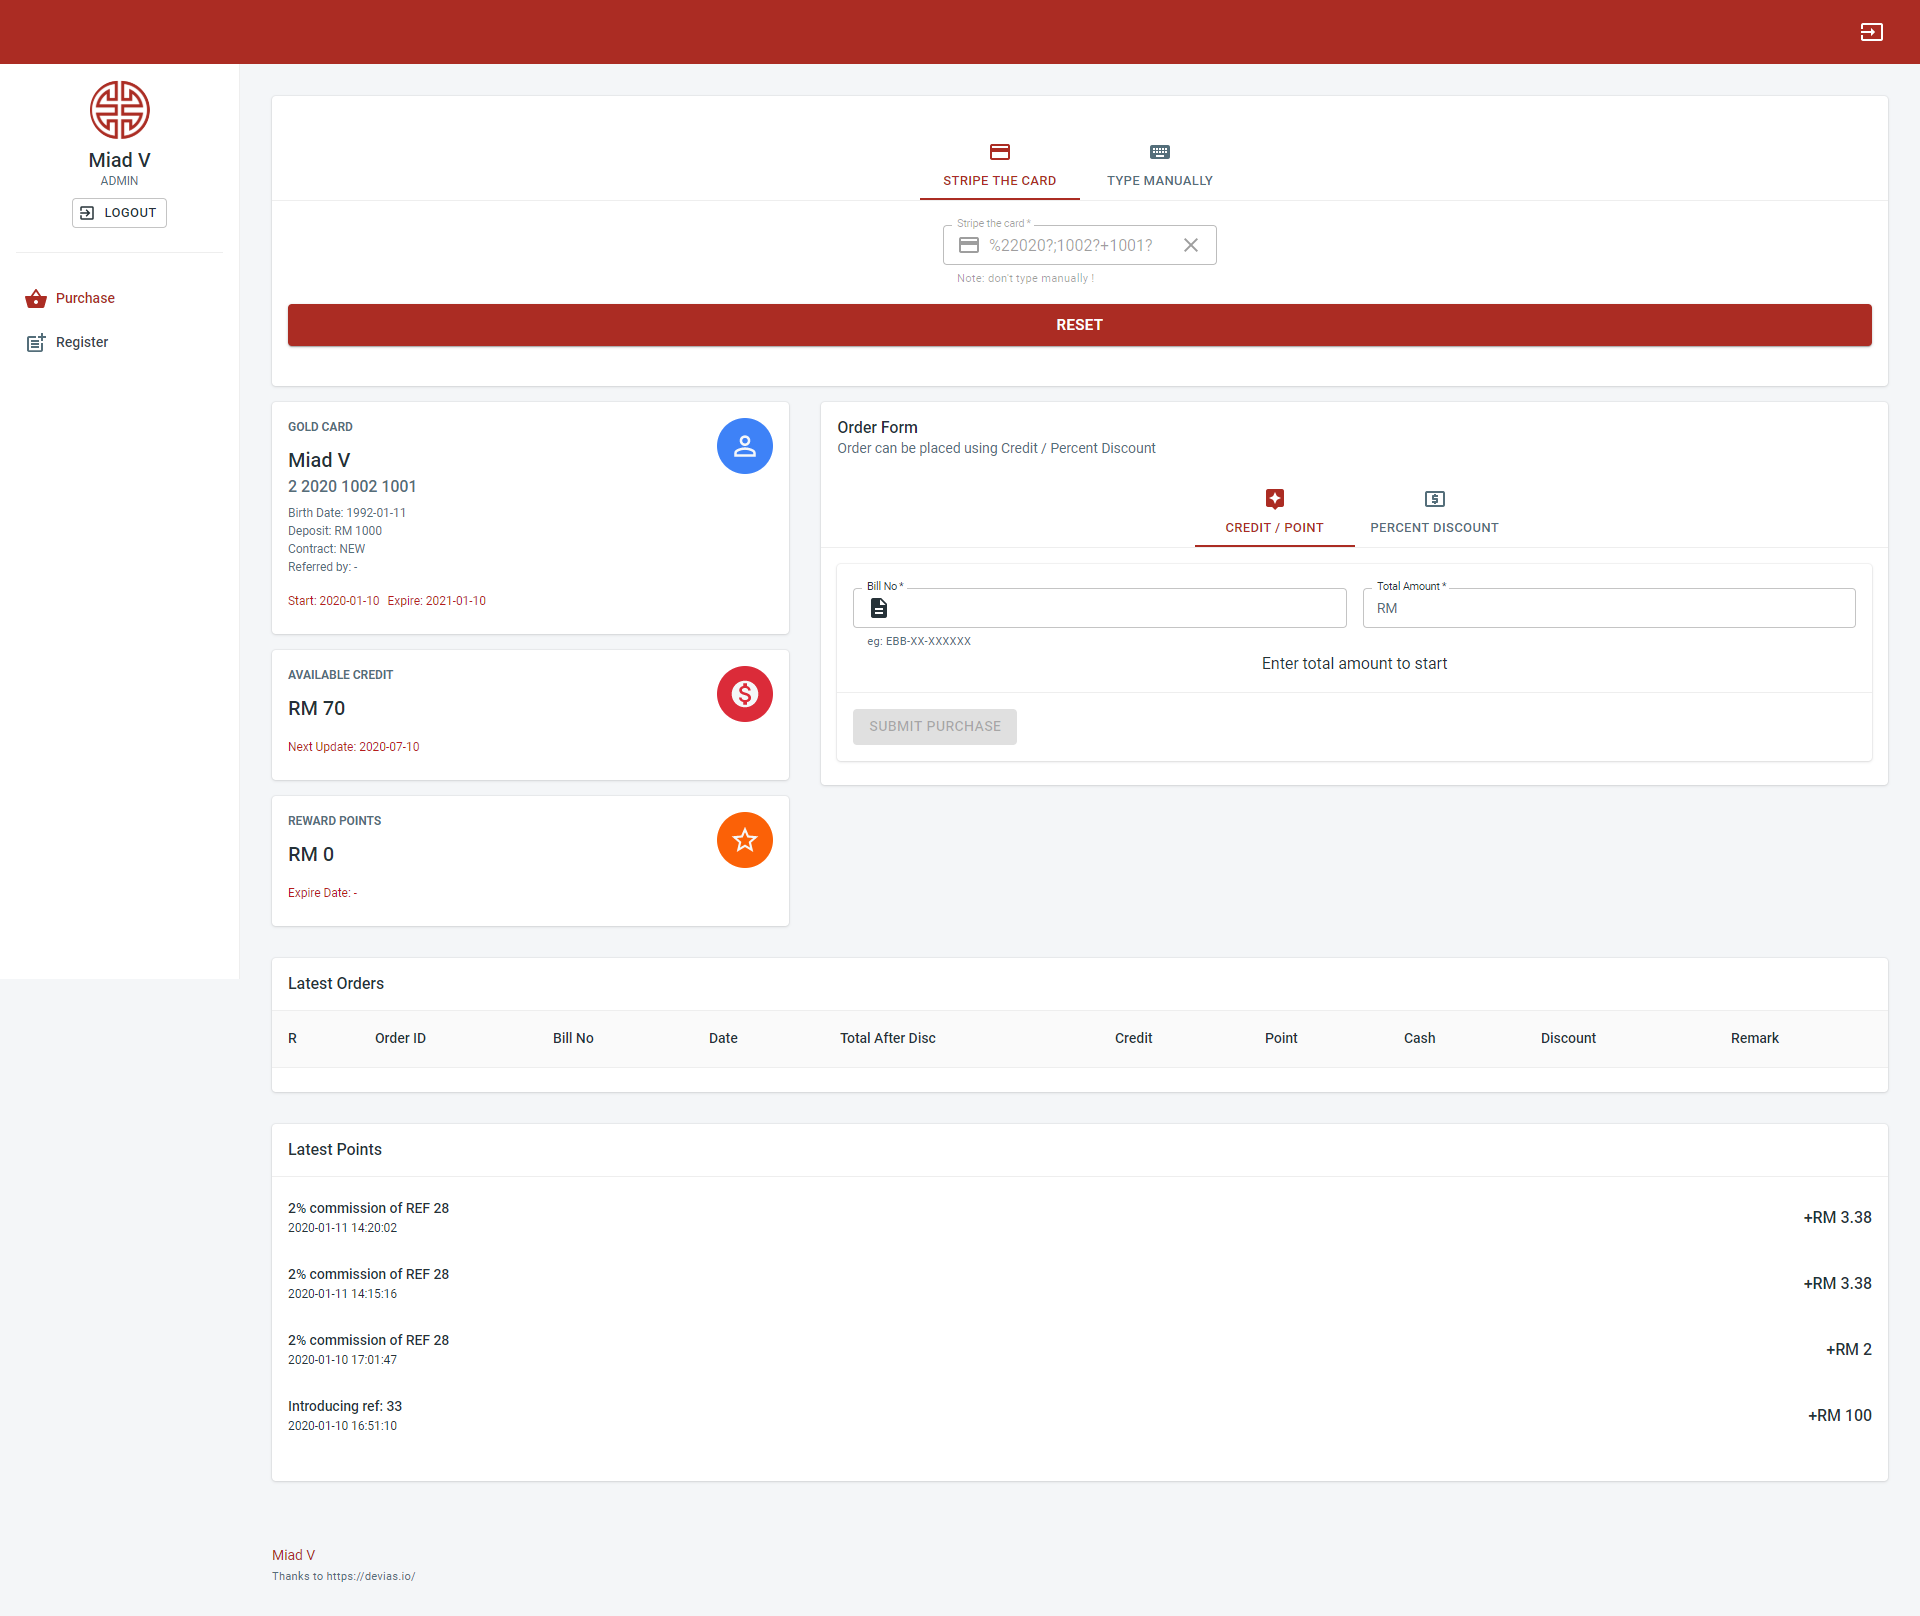 Miad V
ADMIN
LOGOUT
Purchase
Register
STRIPE THE CARD
TYPE MANUALLY
Stripe the card *
%22020?;1002?+1001?
Note: don't type manually !
RESET
GOLD CARD
Miad V
2 2020 1002 1001
Birth Date: 1992-01-11
Deposit: RM 1000
Contract: NEW
Referred by: -
Start: 2020-01-10 Expire: 2021-01-10
AVAILABLE CREDIT
RM 70
Next Update: 2020-07-10
REWARD POINTS
RM 0
Expire Date: -
Order Form
Order can be placed using Credit / Percent Discount
CREDIT / POINT
PERCENT DISCOUNT
Bill No *
eg: EBB-XX-XXXXXX
Total Amount *
RM
Enter total amount to start
SUBMIT PURCHASE
Latest Orders
R Order ID Bill No Date Total After Disc Credit Point Cash Discount Remark
Latest Points
2% commission of REF 28
2020-01-11 14:20:02
+RM 3.38
2% commission of REF 28
2020-01-11 14:15:16
+RM 3.38
2% commission of REF 28
2020-01-10 17:01:47
+RM 2
Introducing ref: 33
2020-01-10 16:51:10
+RM 100
Miad V
Thanks to https://devias.io/